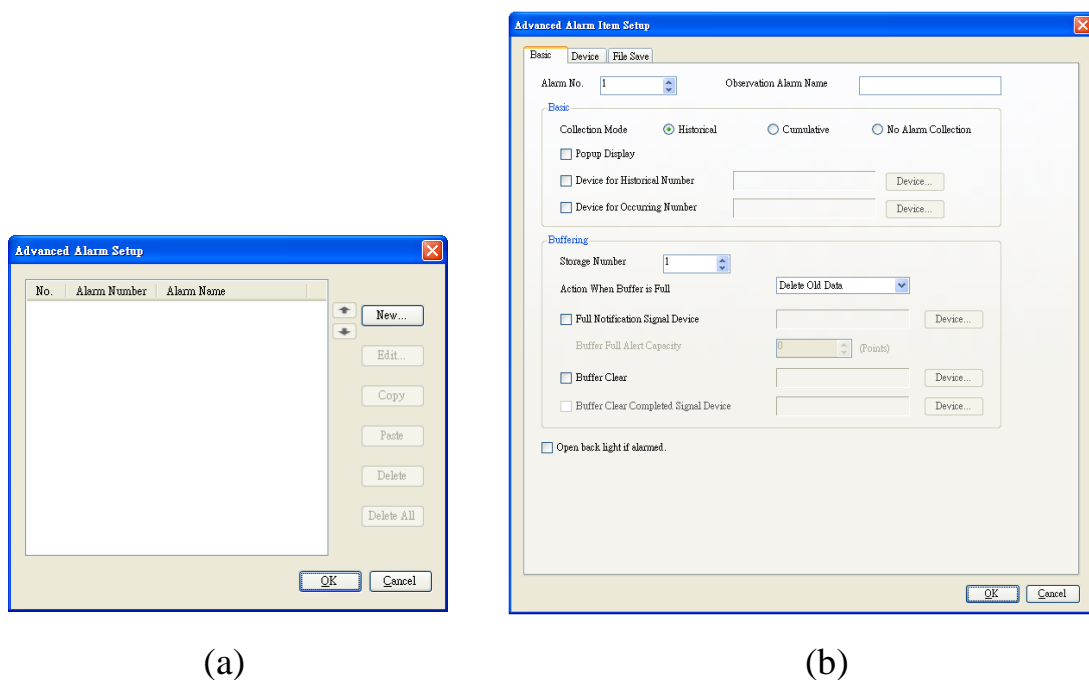 Advanced Alarm Setup
No. Alarm Number Alarm Name
New...
Edit...
Copy
Paste
Delete
Delete All
OK Cancel
(a)
Advanced Alarm Item Setup
Basic Device File Save
Alarm No. 1 Observation Alarm Name
Basic
Collection Mode Historical Cumulative No Alarm Collection
Popup Display
Device for Historical Number Device...
Device for Occurring Number Device...
Buffering
Storage Number 1
Action When Buffer is Full Delete Old Data
Full Notification Signal Device Device...
Buffer Full Alert Capacity 0 (Points)
Buffer Clear Device...
Buffer Clear Completed Signal Device Device...
Open back light if alarmed.
OK Cancel
(b)